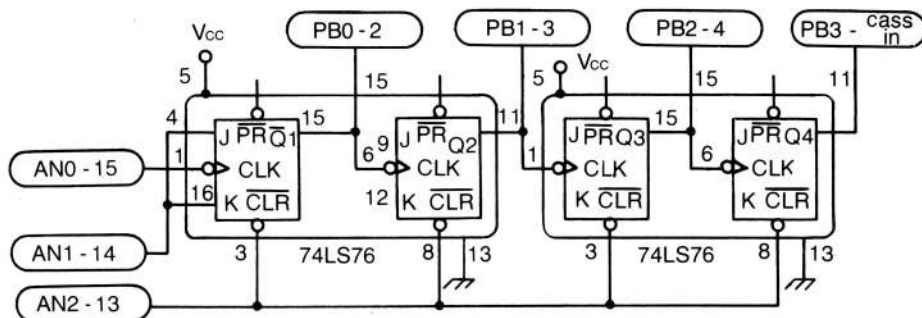 PB0 - 2
PB1 - 3
PB2 - 4
PB3 - cass in
Vcc
5
15
5
Vcc
15
11
4
J PR Q1
15
9
J PR Q2
11
J PR Q3
15
J PR Q4
AN0 - 15
1
CLK
6
CLK
1
CLK
6
CLK
16
K CLR
12
K CLR
K CLR
K CLR
AN1 - 14
3
74LS76
8
13
3
74LS76
8
13
AN2 - 13